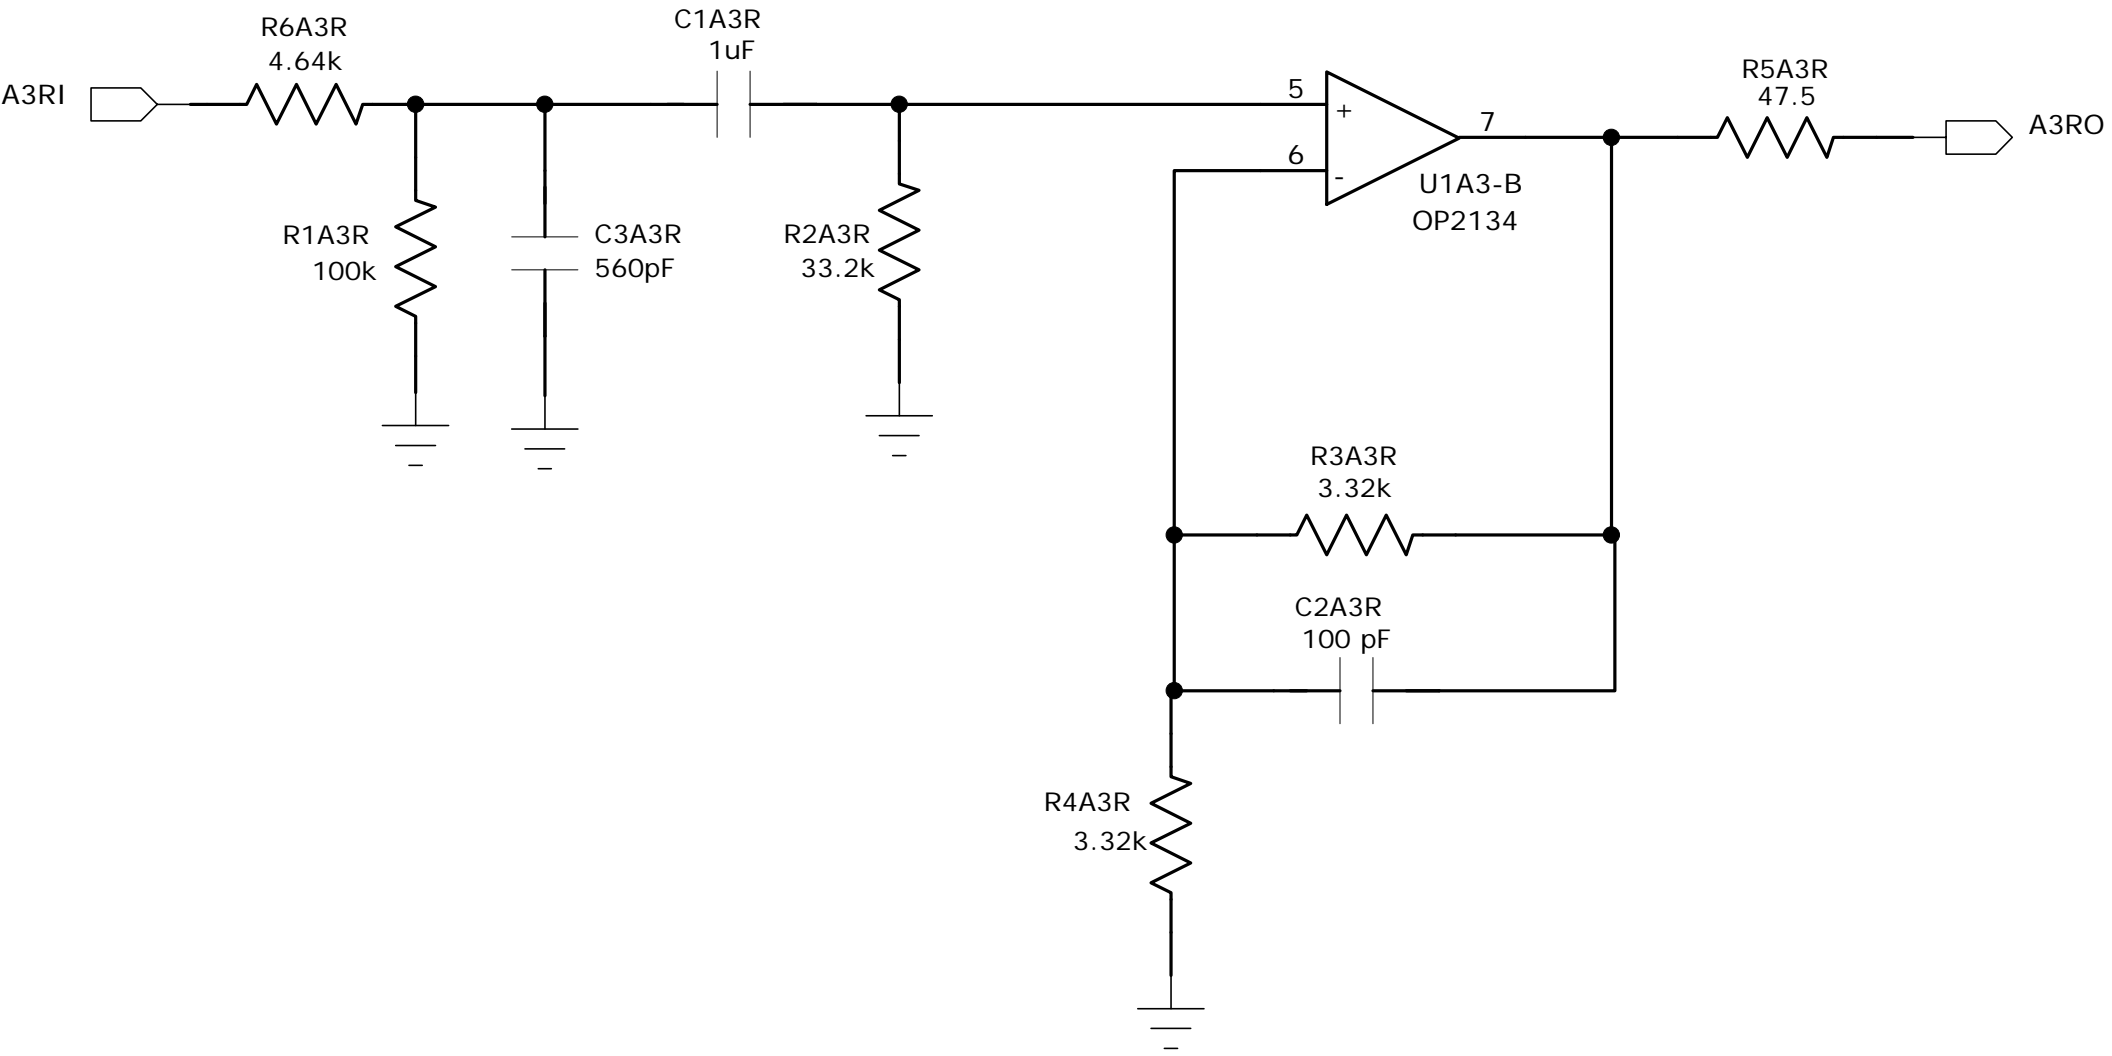 C1A3R
1uF
R6A3R
4.64k
A3RI
R5A3R
47.5
A3RO
5
+
7
6
-
U1A3-B
OP2134
R1A3R
100k
C3A3R
560pF
R2A3R
33.2k
R3A3R
3.32k
C2A3R
100 pF
R4A3R
3.32k